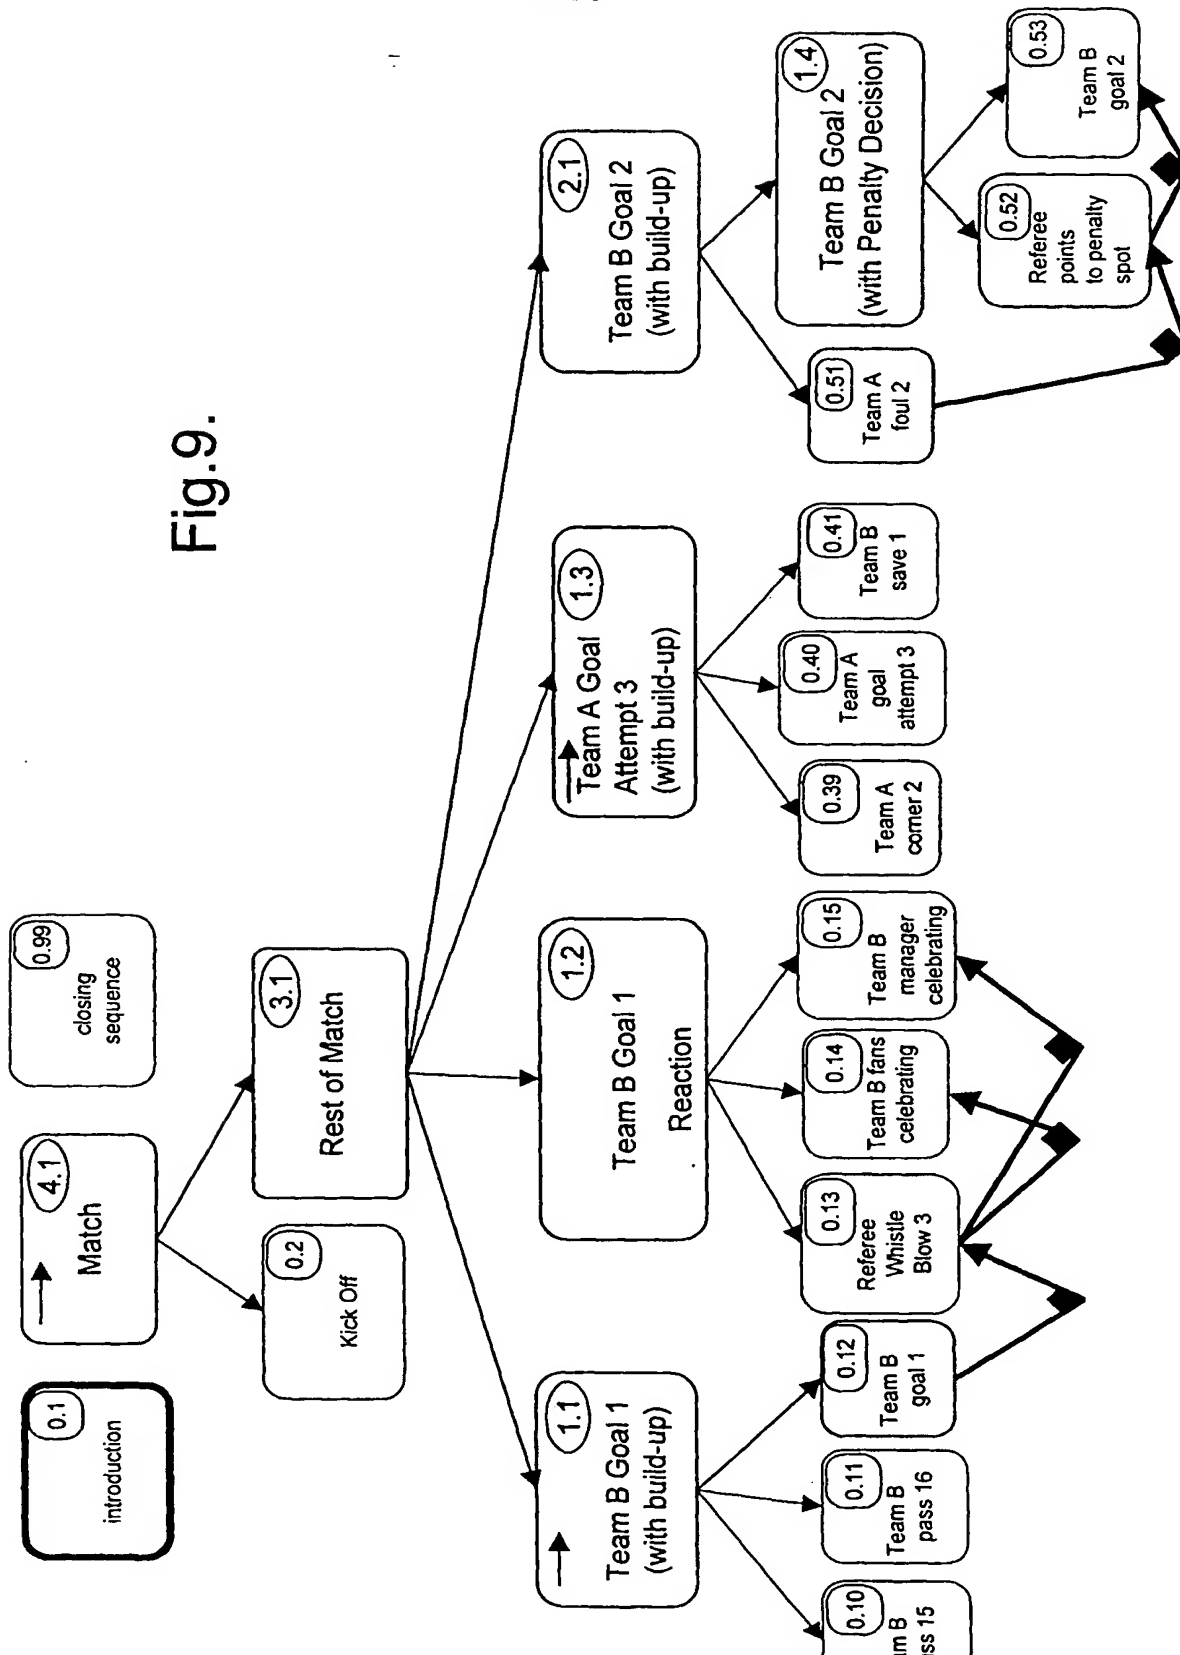 Fig.9.
0.1
introduction
4.1
Match
0.99
closing
sequence
0.2
Kick Off
3.1
Rest of Match
1.1
Team B Goal 1
(with build-up)
1.2
Team B Goal 1
Reaction
1.3
Team A Goal
Attempt 3
(with build-up)
2.1
Team B Goal 2
(with build-up)
0.10
0.11
Team B
pass 16
0.12
Team B
goal 1
0.13
Referee
Whistle
Blow 3
0.14
Team B fans
celebrating
0.15
Team B
manager
celebrating
0.39
Team A
corner 2
0.40
Team A
goal
attempt 3
0.41
Team B
save 1
0.51
Team A
foul 2
1.4
Team B Goal 2
(with Penalty Decision)
0.52
Referee
points
to penalty
spot
0.53
Team B
goal 2